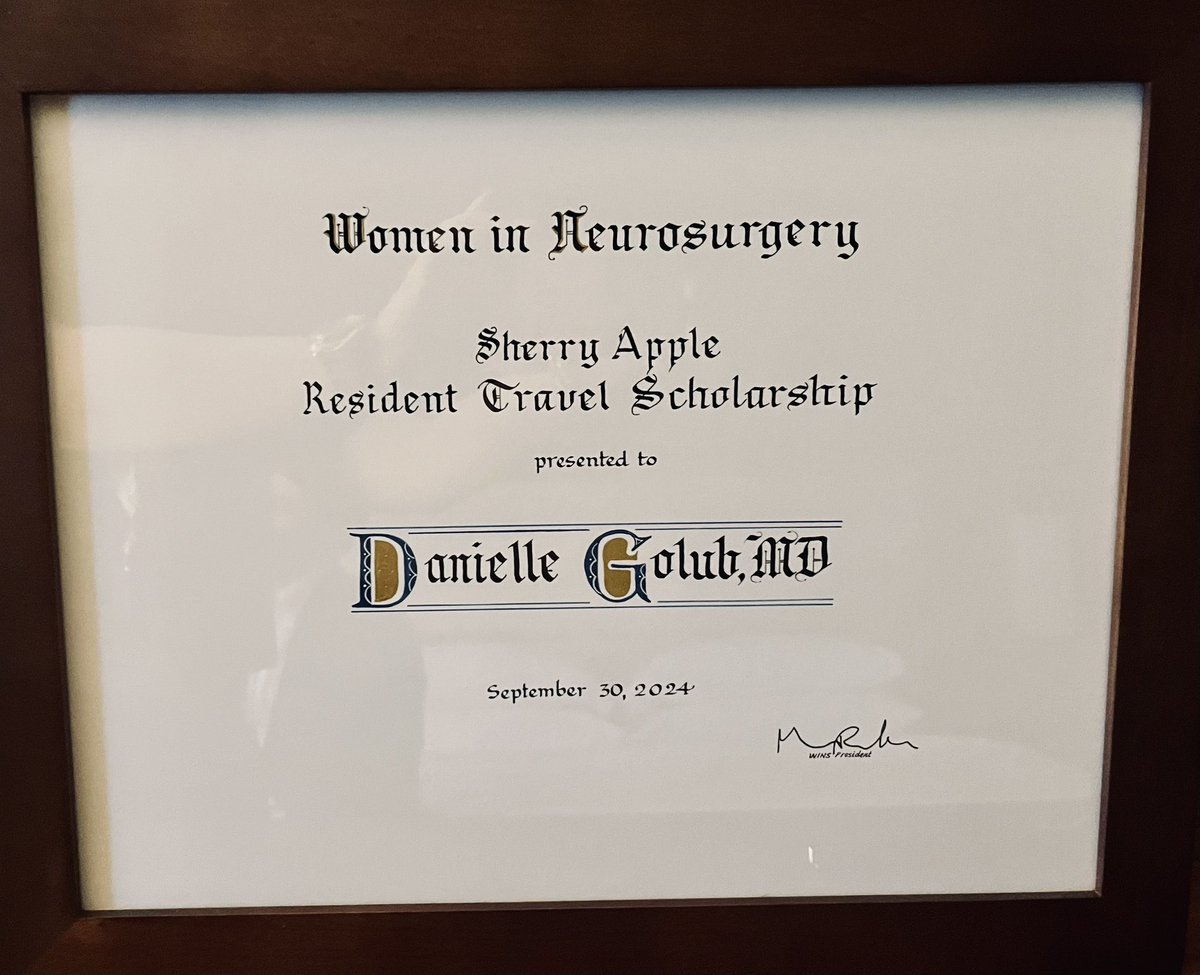 Women in Neurosurgery
Sherry Apple
Resident Travel Scholarship
presented to
Danielle Golub, MD
September 30, 2024
WINS President